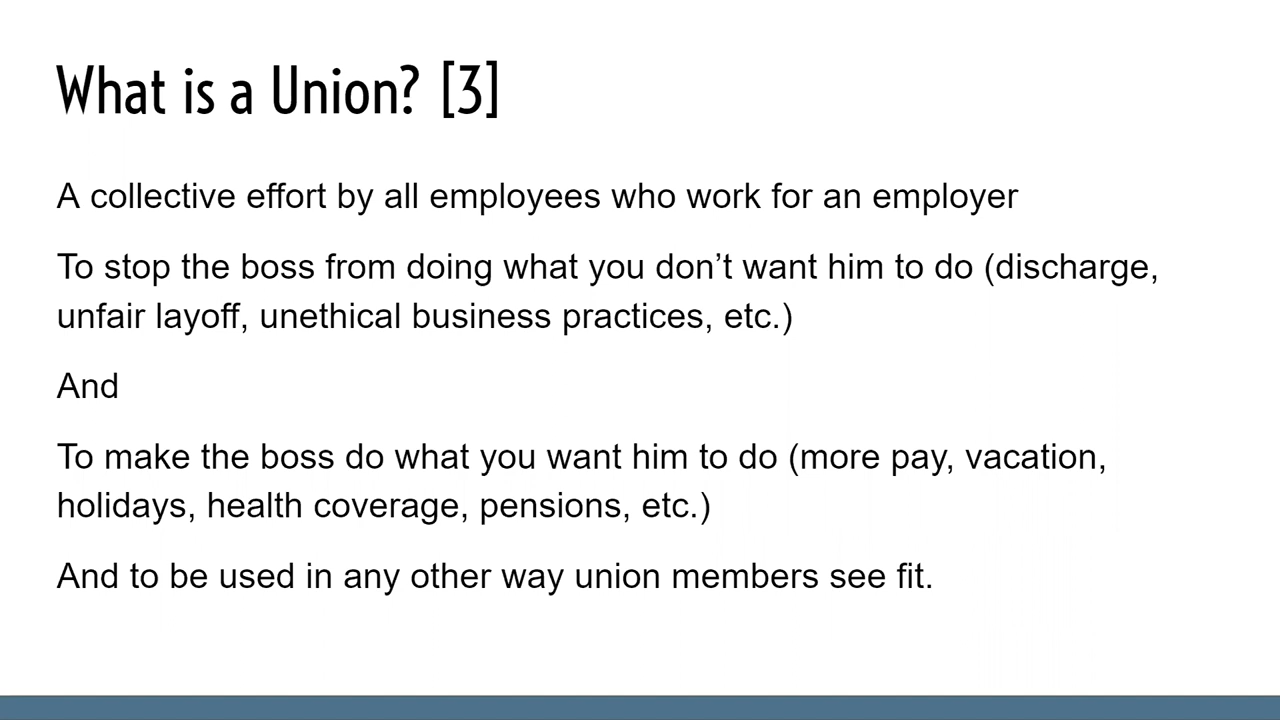 What is a Union? [3]
A collective effort by all employees who work for an employer
To stop the boss from doing what you don’t want him to do (discharge,
unfair layoff, unethical business practices, etc.)
And
To make the boss do what you want him to do (more pay, vacation,
holidays, health coverage, pensions, etc.)
And to be used in any other way union members see fit.